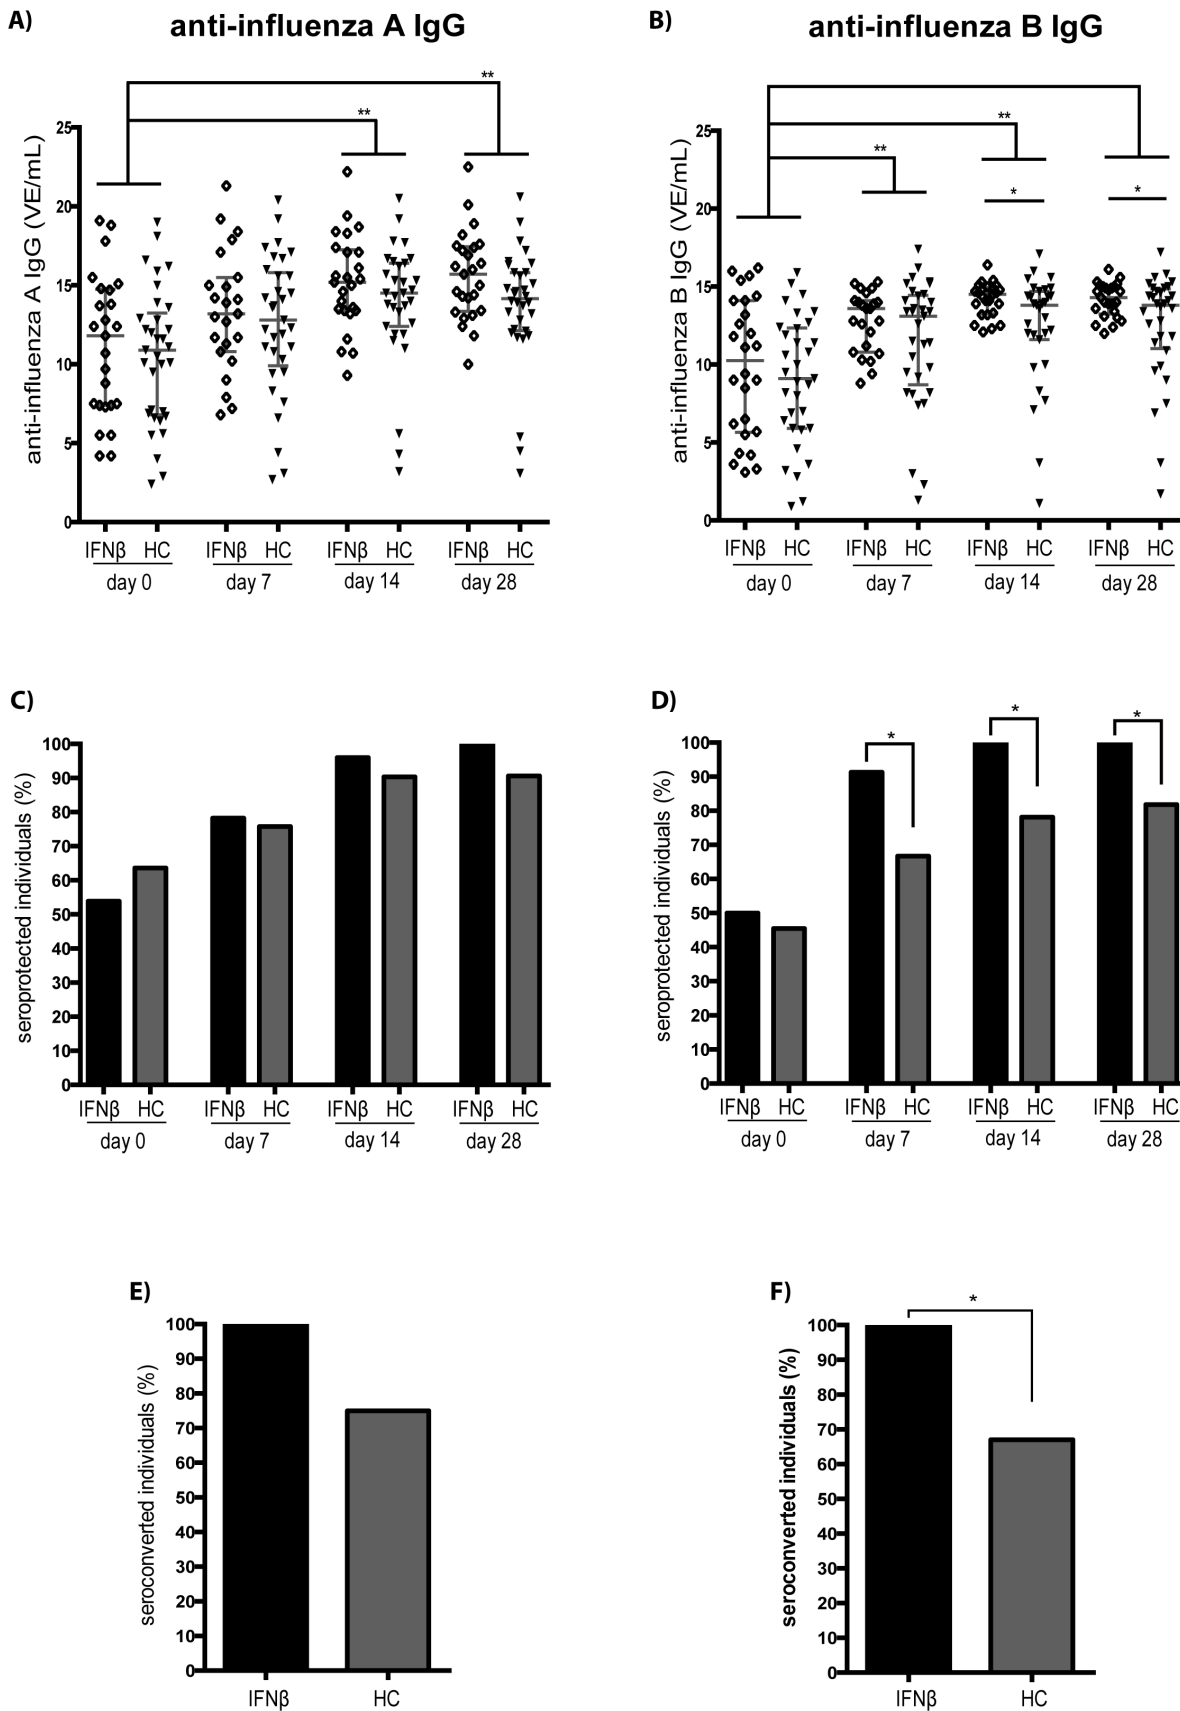 A)
anti-influenza A IgG
B)
anti-influenza B IgG
**
**
25
20
15
10
5
0
anti-influenza A IgG (VE/mL)
IFNβ HC IFNβ HC IFNβ HC IFNβ HC
day 0 day 7 day 14 day 28
**
**
*
*
25
20
15
10
5
0
anti-influenza B IgG (VE/mL)
IFNβ HC IFNβ HC IFNβ HC IFNβ HC
day 0 day 7 day 14 day 28
C)
100
90
80
70
60
50
40
30
20
10
0
seroprotected individuals (%)
IFNβ HC IFNβ HC IFNβ HC IFNβ HC
day 0 day 7 day 14 day 28
D)
*
*
*
100
90
80
70
60
50
40
30
20
10
0
seroprotected individuals (%)
IFNβ HC IFNβ HC IFNβ HC IFNβ HC
day 0 day 7 day 14 day 28
E)
100
90
80
70
60
50
40
30
20
10
0
seroconverted individuals (%)
IFNβ HC
F)
*
100
90
80
70
60
50
40
30
20
10
0
seroconverted individuals (%)
IFNβ HC